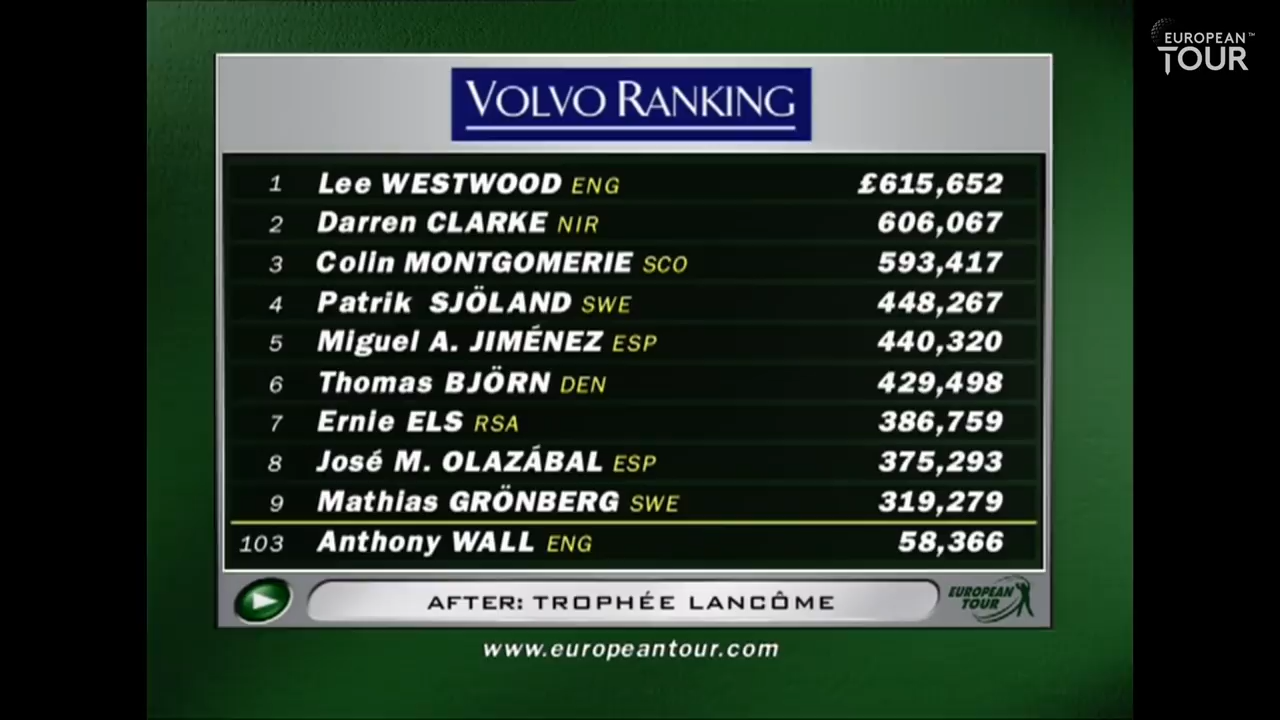 EUROPEAN™
TOUR
VOLVO RANKING
1 Lee WESTWOOD ENG £615,652
2 Darren CLARKE NIR 606,067
3 Colin MONTGOMERIE SCO 593,417
4 Patrik SJÖLAND SWE 448,267
5 Miguel A. JIMÉNEZ ESP 440,320
6 Thomas BJÖRN DEN 429,498
7 Ernie ELS RSA 386,759
8 José M. OLAZÁBAL ESP 375,293
9 Mathias GRÖNBERG SWE 319,279
103 Anthony WALL ENG 58,366
AFTER: TROPHÉE LANCÔME
EUROPEAN
TOUR
www.europeantour.com